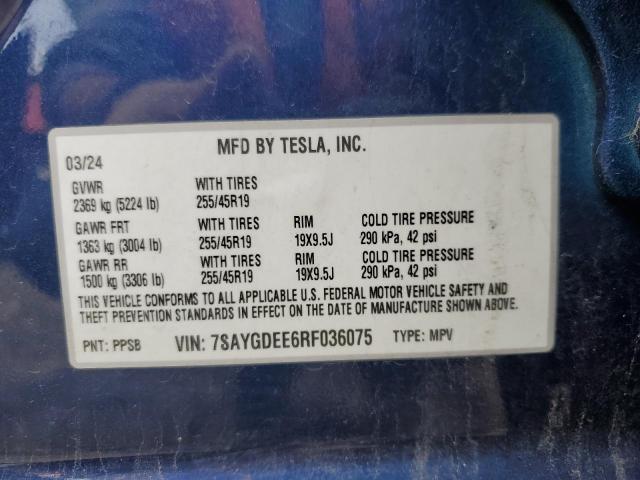 MFD BY TESLA, INC.
03/24
GVWR WITH TIRES
2369 kg (5224 lb) 255/45R19
GAWR FRT WITH TIRES RIM COLD TIRE PRESSURE
1363 kg (3004 lb) 255/45R19 19X9.5J 290 kPa, 42 psi
GAWR RR WITH TIRES RIM COLD TIRE PRESSURE
1500 kg (3306 lb) 255/45R19 19X9.5J 290 kPa, 42 psi
THIS VEHICLE CONFORMS TO ALL APPLICABLE U.S. FEDERAL MOTOR VEHICLE SAFETY AND
THEFT PREVENTION STANDARDS IN EFFECT ON THE DATE OF MANUFACTURE SHOWN ABOVE.
PNT: PPSB VIN: 7SAYGDEE6RF036075 TYPE: MPV